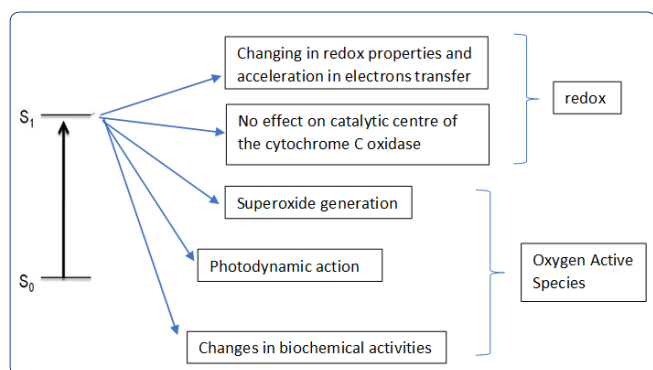 Changing in redox properties and
acceleration in electrons transfer
redox
S1
No effect on catalytic centre of
the cytochrome C oxidase
Superoxide generation
Photodynamic action
Oxygen Active
Species
S0
Changes in biochemical activities